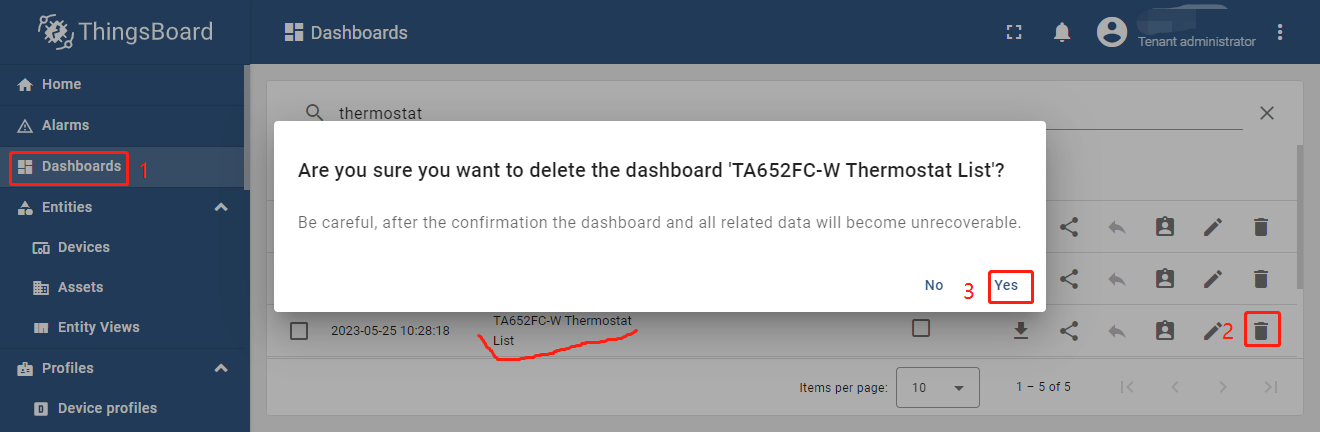 ThingsBoard
Dashboards
Tenant administrator
Home
Alarms
Dashboards
1
Entities
Devices
Assets
Entity Views
Profiles
Device profiles
thermostat
Are you sure you want to delete the dashboard 'TA652FC-W Thermostat List'?
Be careful, after the confirmation the dashboard and all related data will become unrecoverable.
No
3
Yes
2023-05-25 10:28:18
TA652FC-W Thermostat
List
2
Items per page:
10
1 – 5 of 5